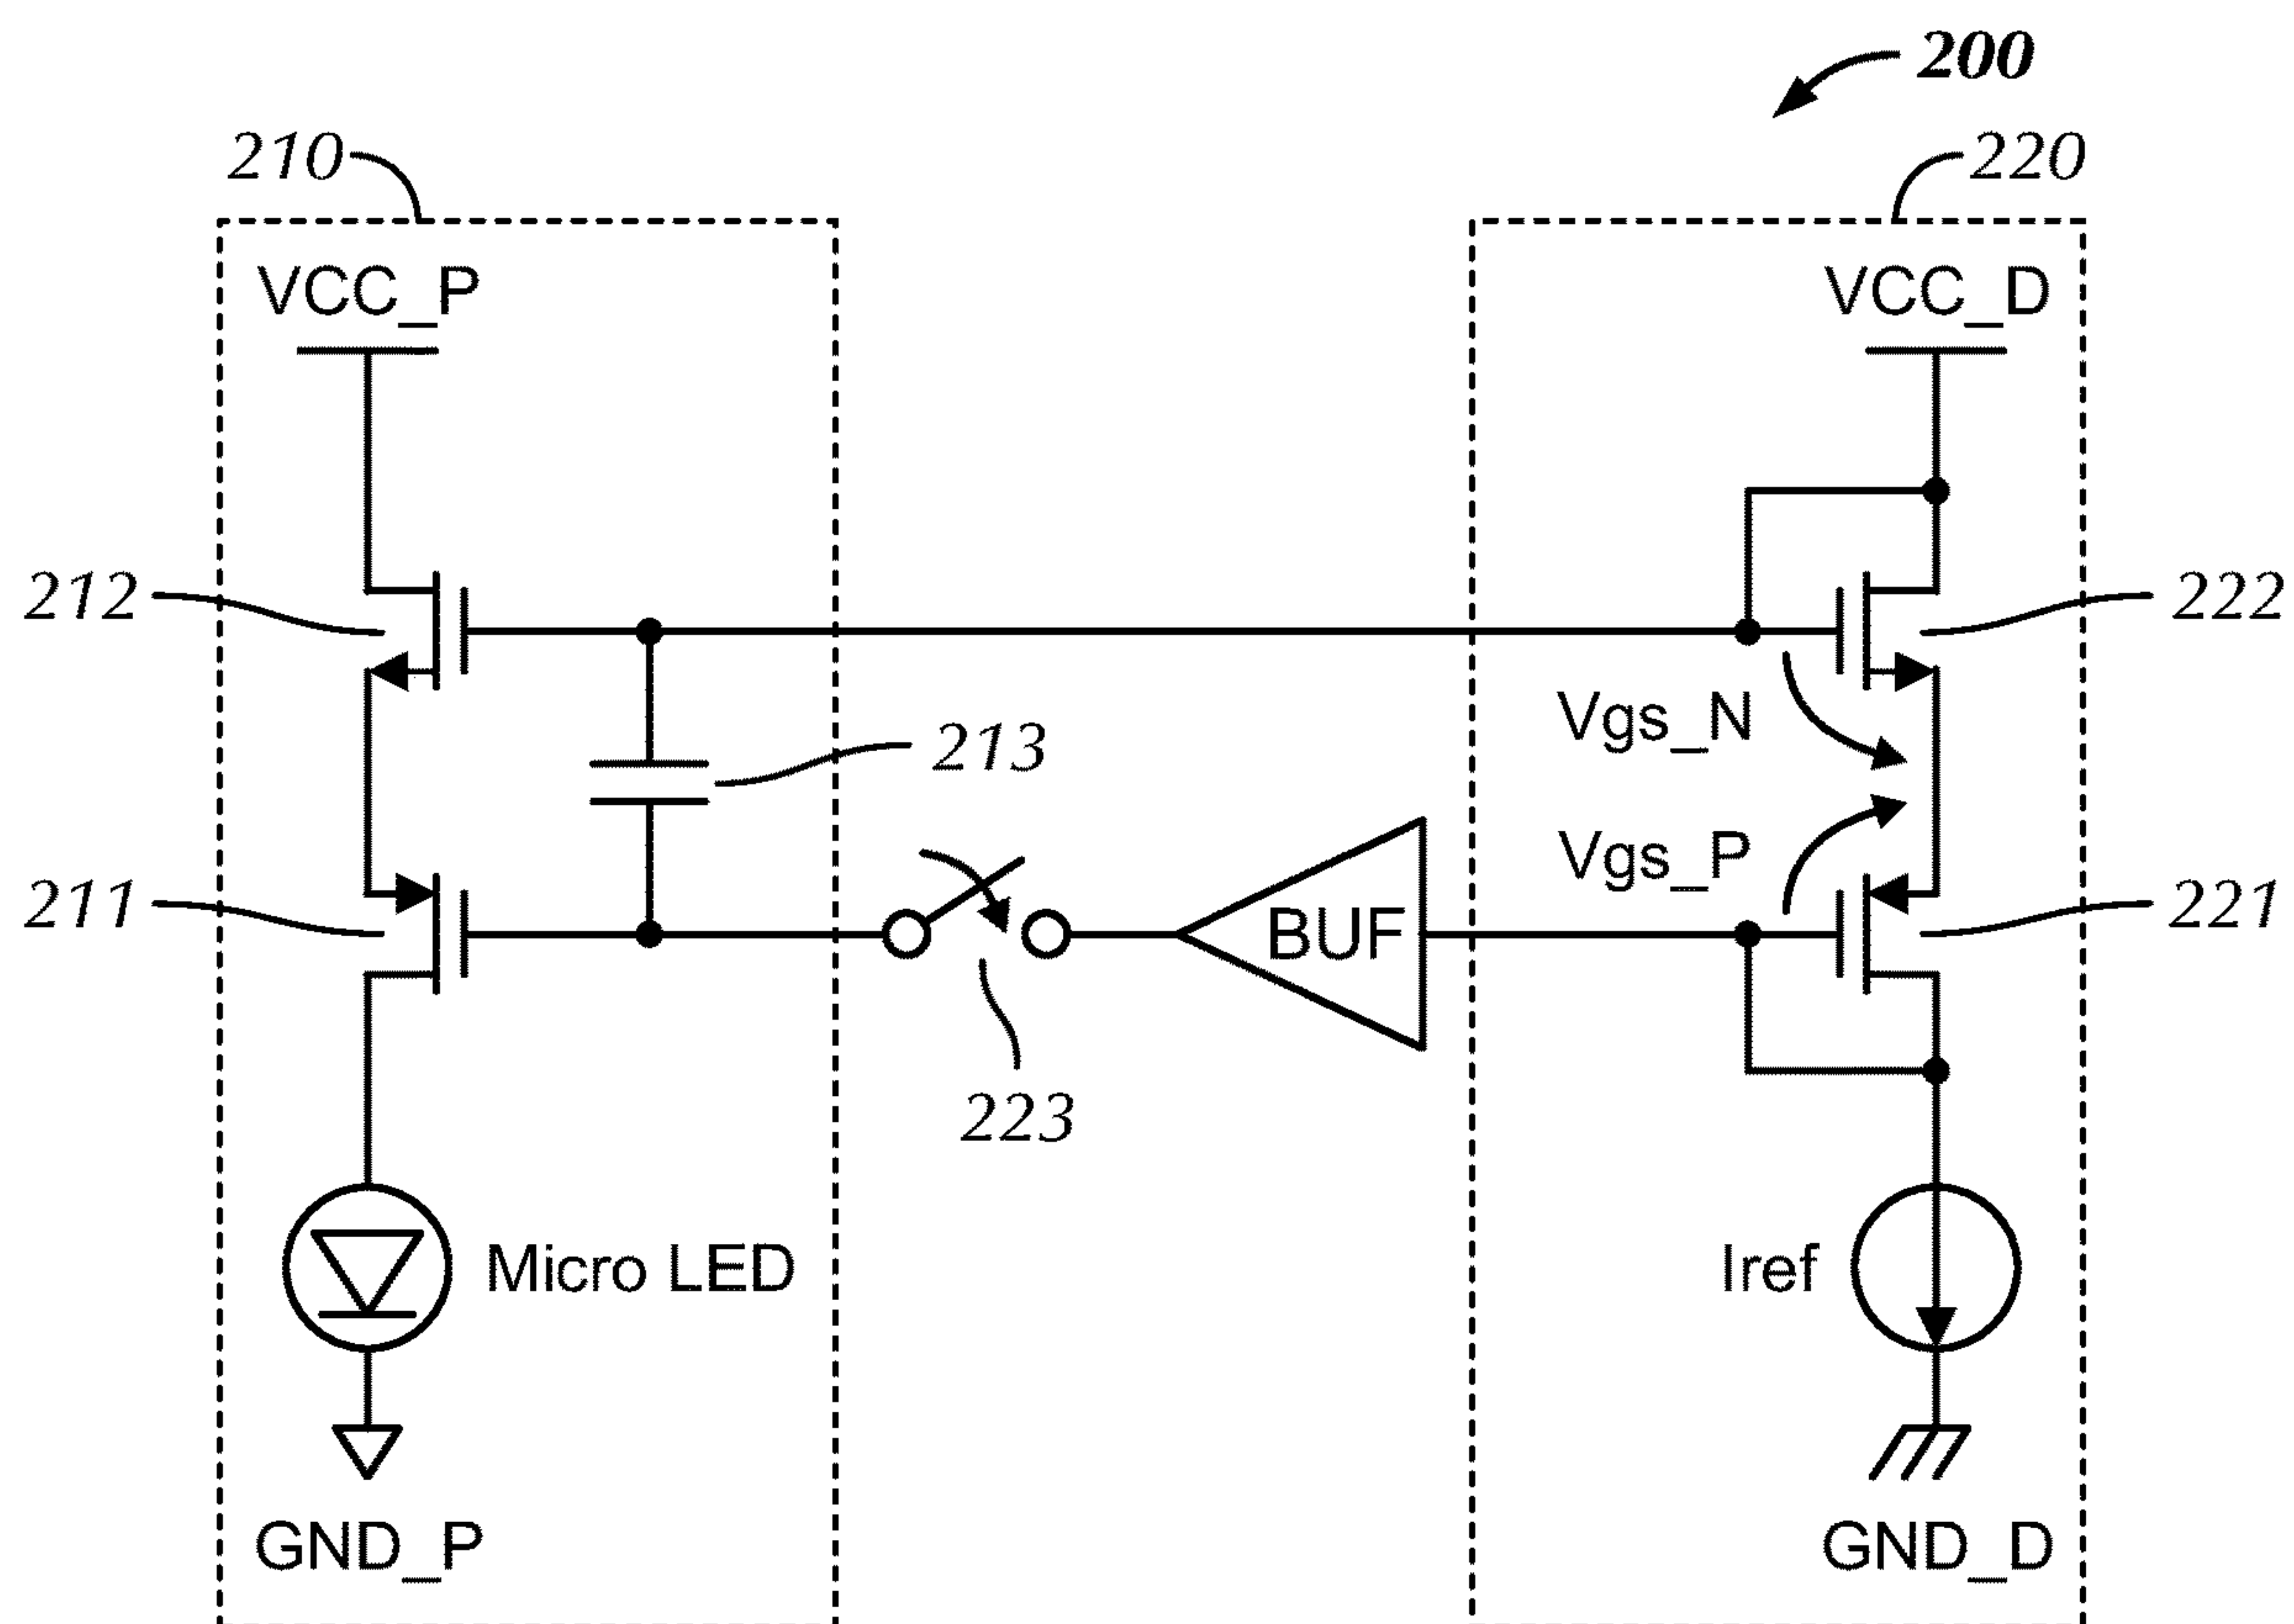 200
210
220
VCC_P
VCC_D
212
222
Vgs_N
213
Vgs_P
211
BUF
221
223
Micro LED
Iref
GND_P
GND_D